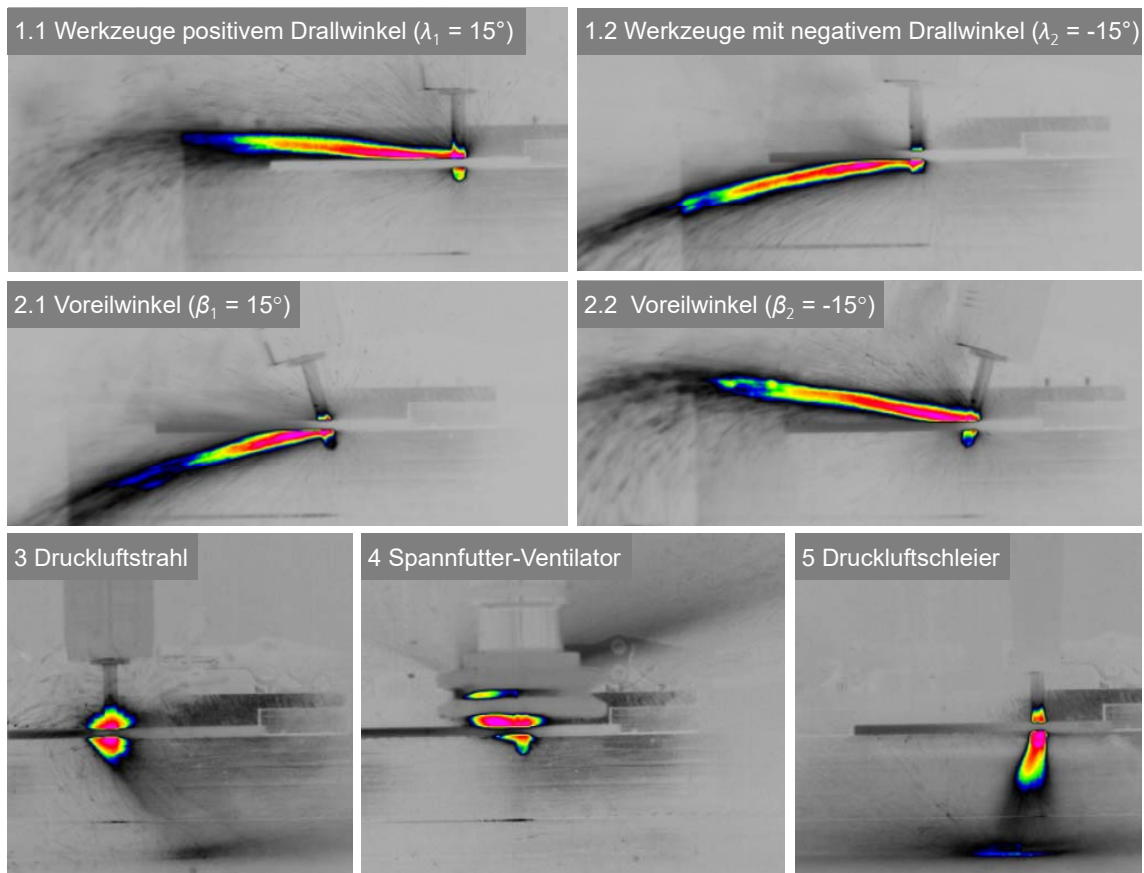 1.1 Werkzeuge positivem Drallwinkel (λ₁ = 15°)
1.2 Werkzeuge mit negativem Drallwinkel (λ₂ = -15°)
2.1 Voreilwinkel (β₁ = 15°)
2.2 Voreilwinkel (β₂ = -15°)
3 Druckluftstrahl
4 Spannfutter-Ventilator
5 Druckluftschleier